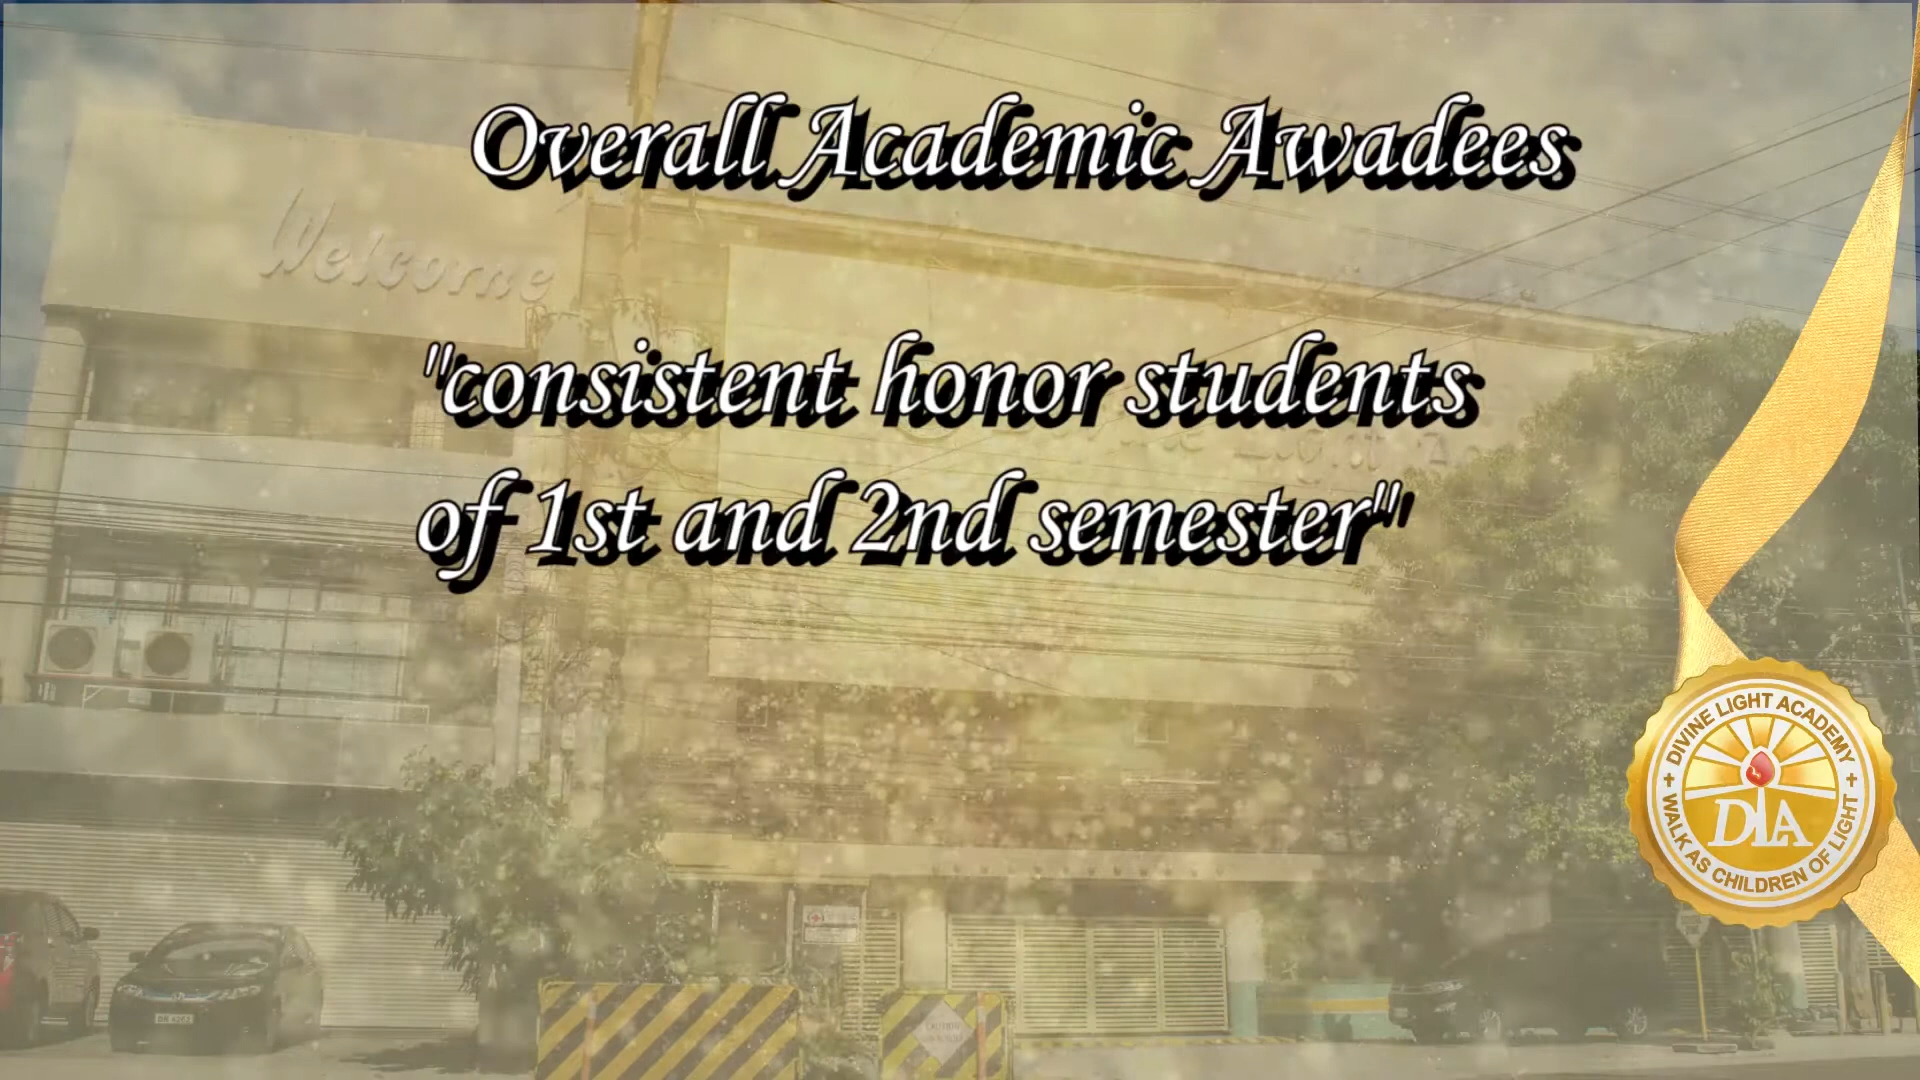 Overall Academic Awadees
Welcome
"consistent honor students
of 1st and 2nd semester"
DIVINE LIGHT ACADEMY
DLA
WALK AS CHILDREN OF LIGHT
CAUTION